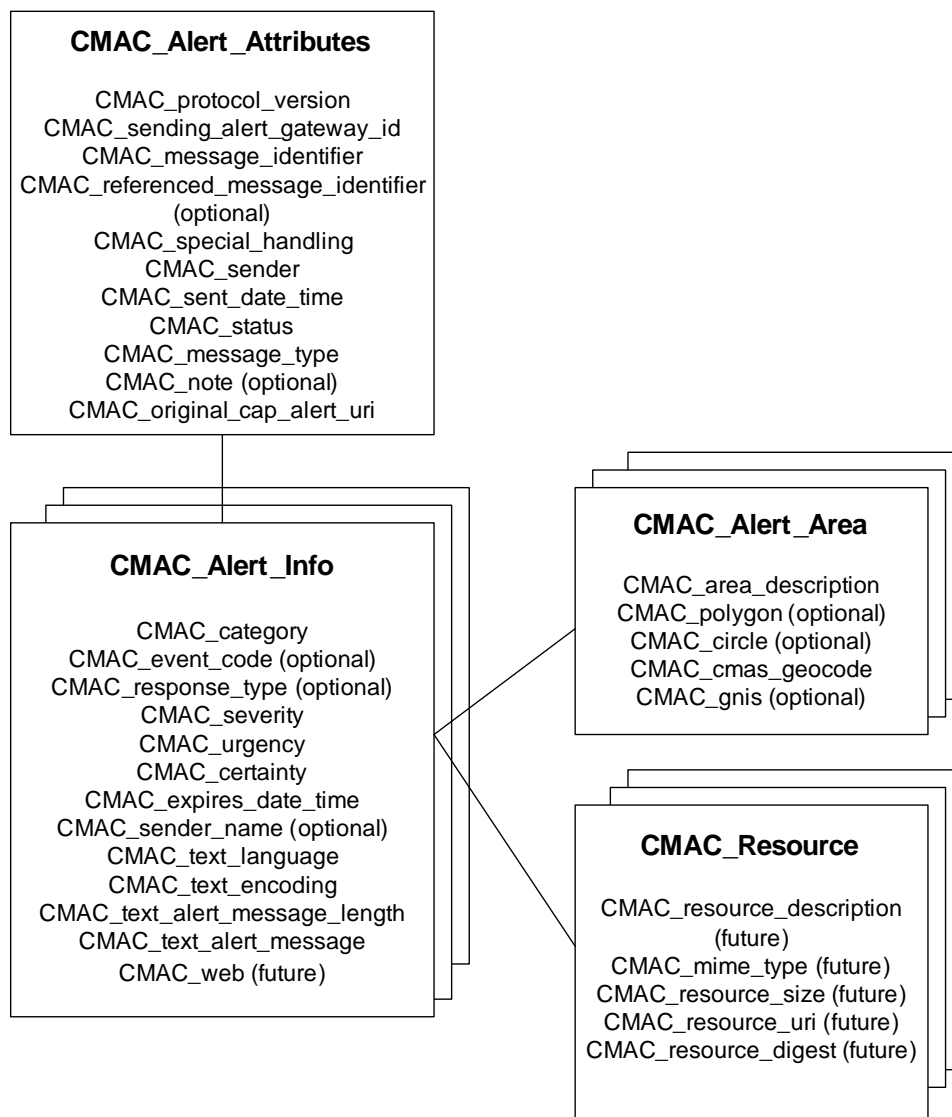 CMAC_Alert_Attributes
CMAC_protocol_version
CMAC_sending_alert_gateway_id
CMAC_message_identifier
CMAC_referenced_message_identifier
(optional)
CMAC_special_handling
CMAC_sender
CMAC_sent_date_time
CMAC_status
CMAC_message_type
CMAC_note (optional)
CMAC_original_cap_alert_uri
CMAC_Alert_Info
CMAC_category
CMAC_event_code (optional)
CMAC_response_type (optional)
CMAC_severity
CMAC_urgency
CMAC_certainty
CMAC_expires_date_time
CMAC_sender_name (optional)
CMAC_text_language
CMAC_text_encoding
CMAC_text_alert_message_length
CMAC_text_alert_message
CMAC_web (future)
CMAC_Alert_Area
CMAC_area_description
CMAC_polygon (optional)
CMAC_circle (optional)
CMAC_cmas_geocode
CMAC_gnis (optional)
CMAC_Resource
CMAC_resource_description
(future)
CMAC_mime_type (future)
CMAC_resource_size (future)
CMAC_resource_uri (future)
CMAC_resource_digest (future)